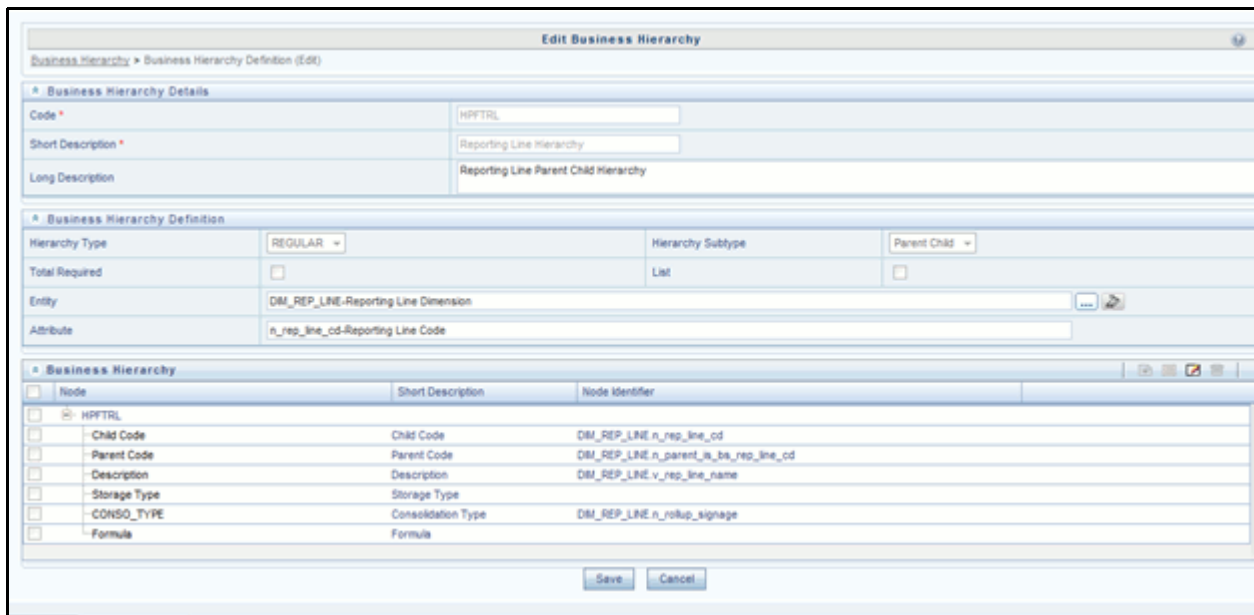 Edit Business Hierarchy
Business Hierarchy > Business Hierarchy Definition (Edit)
Business Hierarchy Details
Code *
HPFTRL
Short Description *
Reporting Line Hierarchy
Long Description
Reporting Line Parent Child Hierarchy
Business Hierarchy Definition
Hierarchy Type REGULAR Hierarchy Subtype Parent Child
Total Required List
Entity DIM_REP_LINE-Reporting Line Dimension ...
Attribute n_rep_line_cd-Reporting Line Code
Business Hierarchy
Node Short Description Node Identifier
HPFTRL
Child Code Child Code DIM_REP_LINE.n_rep_line_cd
Parent Code Parent Code DIM_REP_LINE.n_parent_is_bs_rep_line_cd
Description Description DIM_REP_LINE.v_rep_line_name
Storage Type Storage Type
CONSO_TYPE Consolidation Type DIM_REP_LINE.n_rollup_signage
Formula Formula
Save Cancel